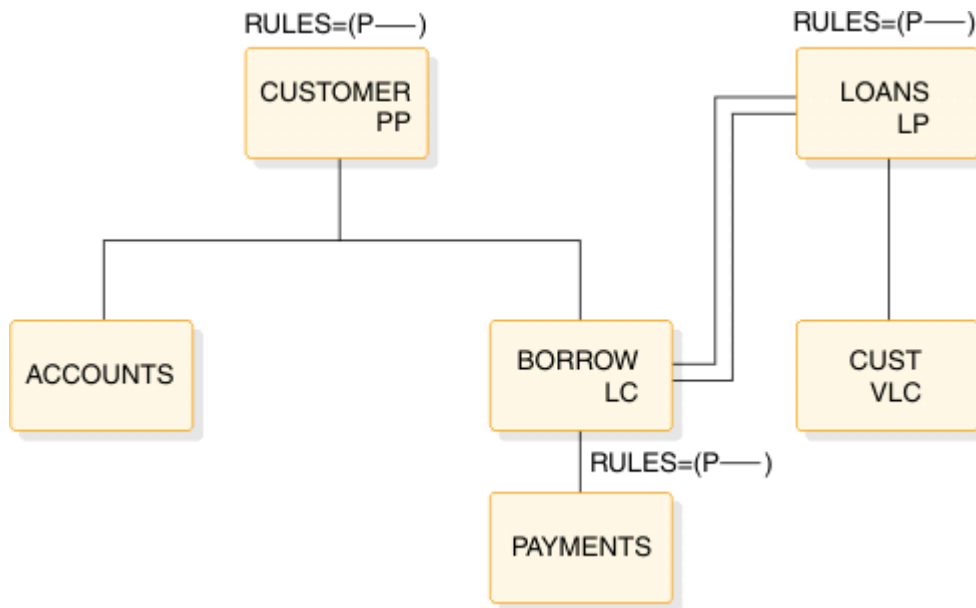 RULES=(P—–)
RULES=(P—–)
CUSTOMER
PP
LOANS
LP
ACCOUNTS
BORROW
LC
CUST
VLC
RULES=(P—–)
PAYMENTS